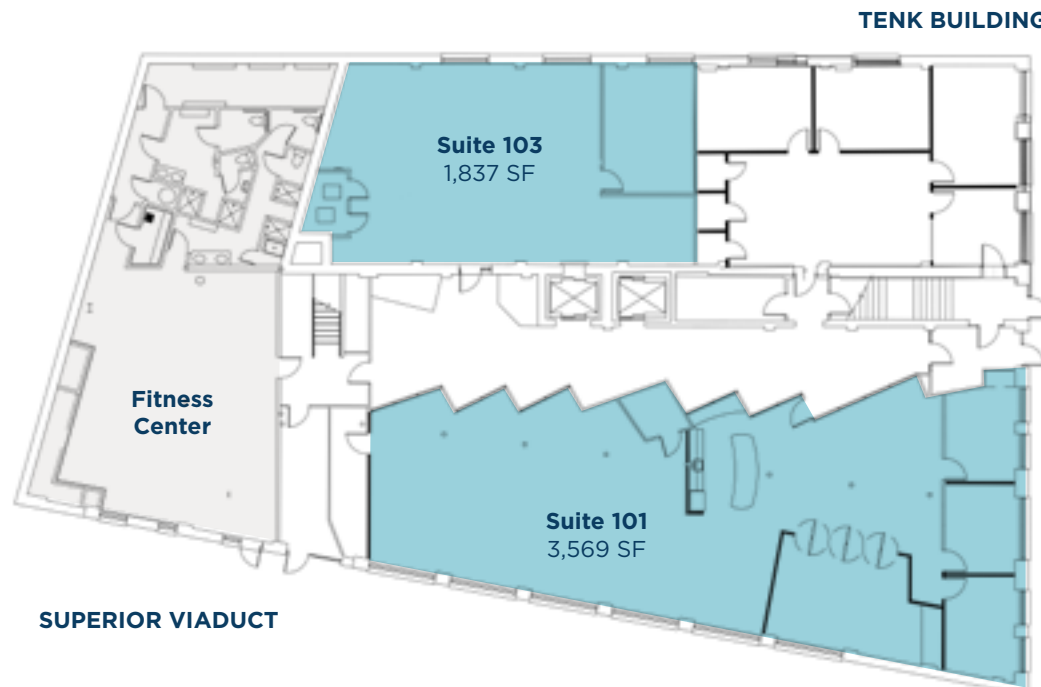 TENK BUILDING
Suite 103
1,837 SF
Fitness
Center
Suite 101
3,569 SF
SUPERIOR VIADUCT